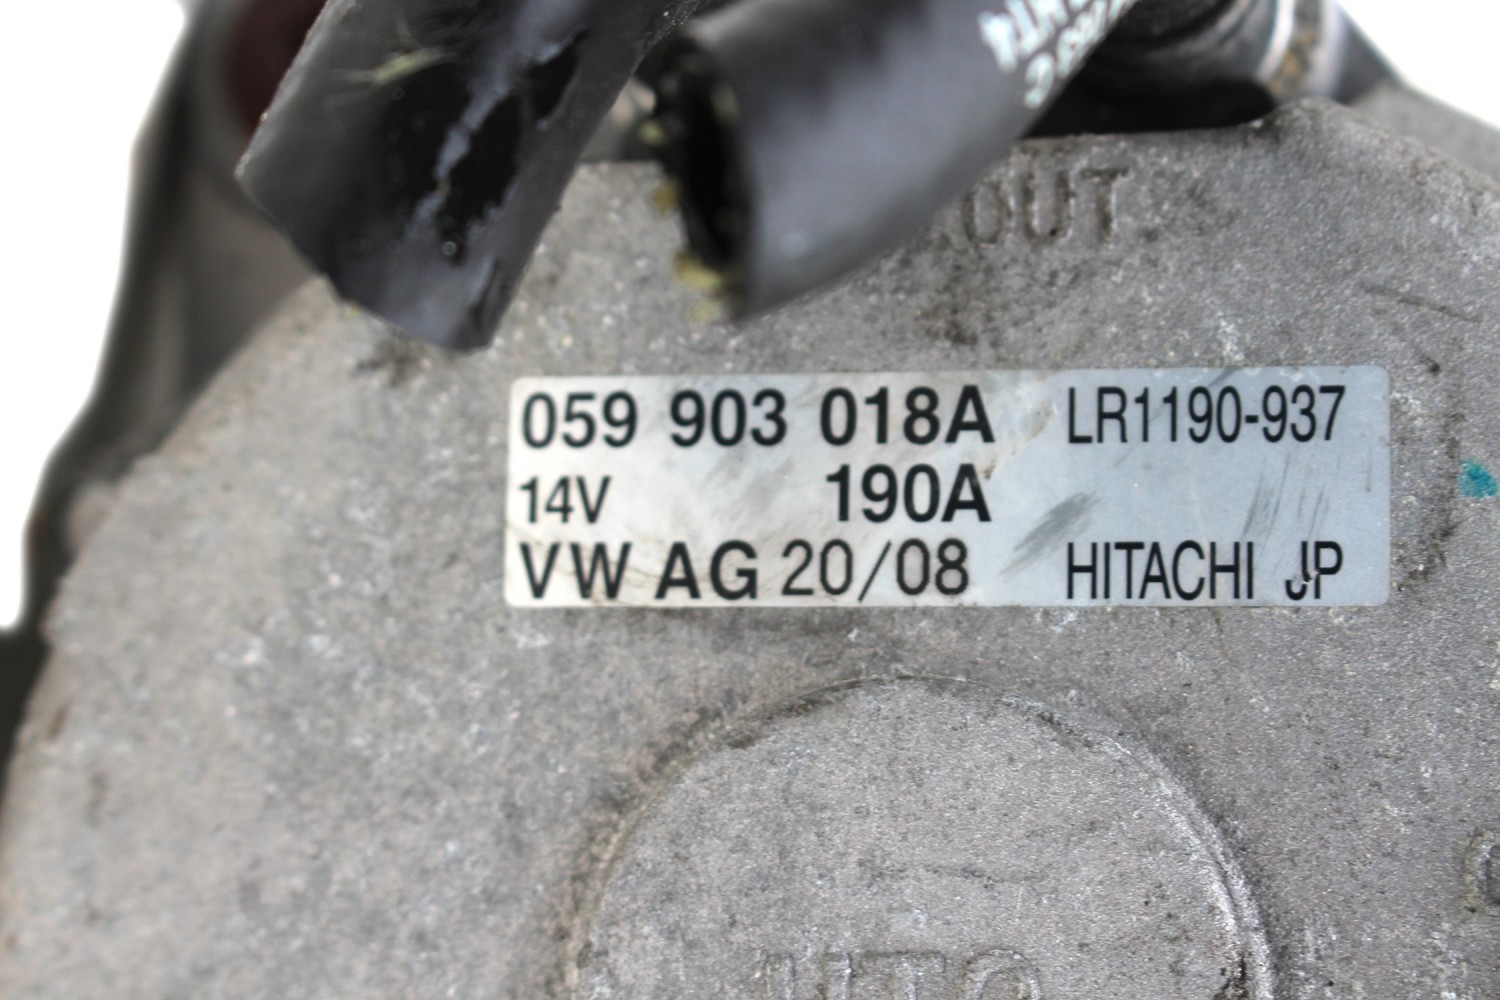 OUT
059 903 018A LR1190-937
14V 190A
VW AG 20/08 HITACHI JP